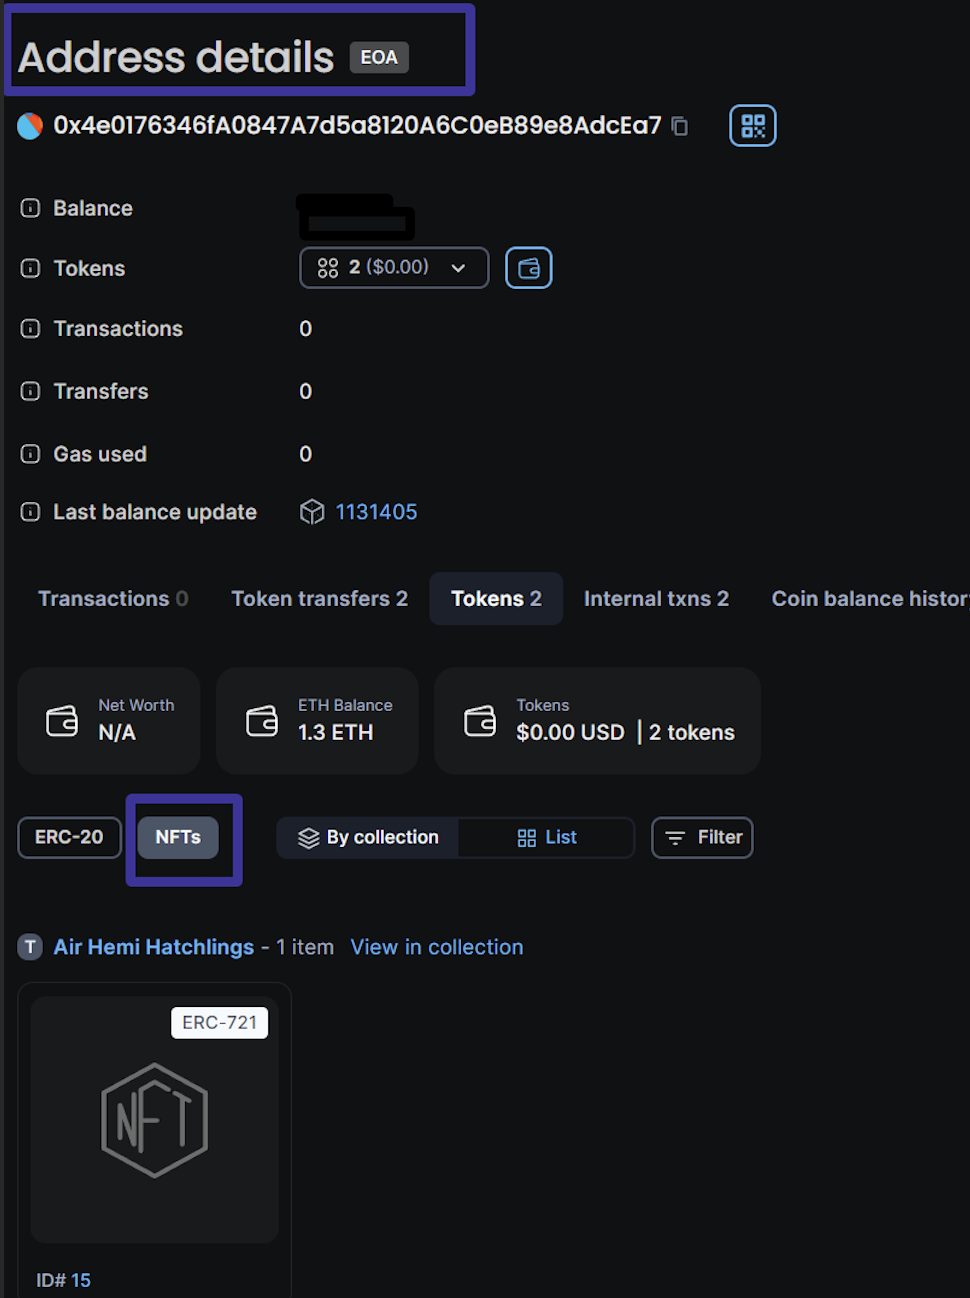 Address details EOA
0x4e0176346fA0847A7d5a8120A6C0eB89e8AdcEa7
Balance
Tokens 2 ($0.00)
Transactions 0
Transfers 0
Gas used 0
Last balance update 1131405
Transactions 0 Token transfers 2 Tokens 2 Internal txns 2 Coin balance history
Net Worth ETH Balance Tokens
N/A 1.3 ETH $0.00 USD | 2 tokens
ERC-20 NFTs By collection List Filter
T Air Hemi Hatchlings - 1 item View in collection
ERC-721
NFT
ID# 15